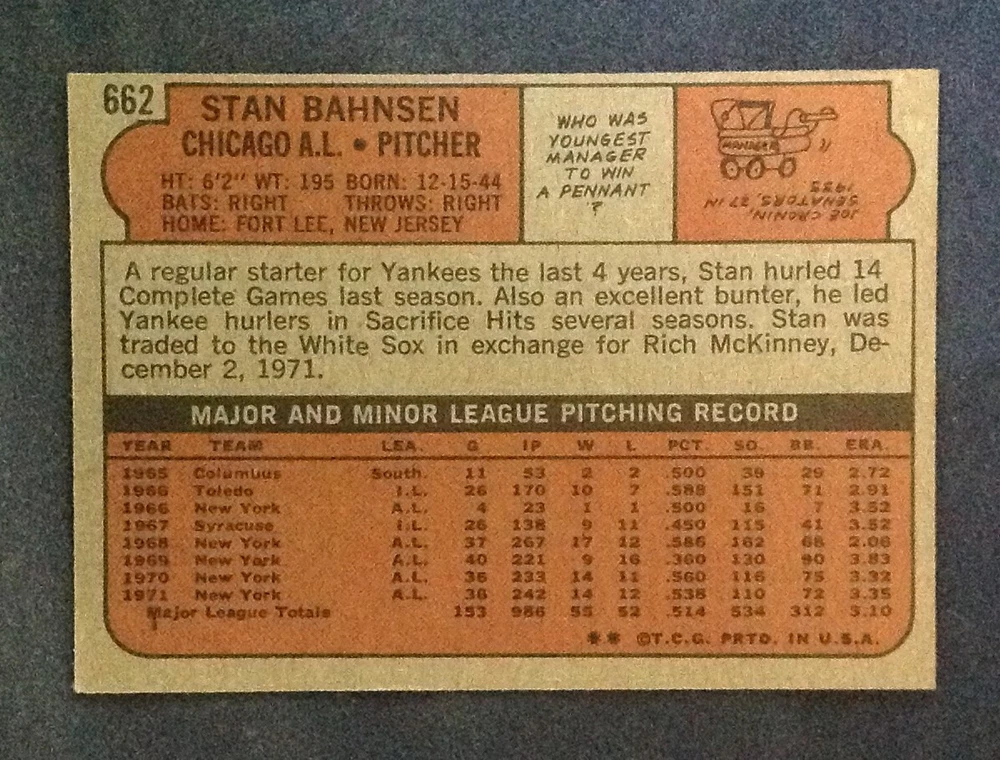 662
STAN BAHNSEN
CHICAGO A.L. • PITCHER
HT: 6'2" WT: 195 BORN: 12-15-44
BATS: RIGHT THROWS: RIGHT
HOME: FORT LEE, NEW JERSEY
WHO WAS
YOUNGEST
MANAGER
TO WIN
A PENNANT
?
MANAGER
JOE CRONIN,
SENATORS, 27 IN
1933
A regular starter for Yankees the last 4 years, Stan hurled 14
Complete Games last season. Also an excellent bunter, he led
Yankee hurlers in Sacrifice Hits several seasons. Stan was
traded to the White Sox in exchange for Rich McKinney, De-
cember 2, 1971.
MAJOR AND MINOR LEAGUE PITCHING RECORD
YEAR TEAM LEA. G IP W L PCT. SO. BB. ERA.
1965 Columbus South. 11 53 2 2 .500 39 29 2.72
1966 Toledo I.L. 26 170 10 7 .588 151 71 2.91
1966 New York A.L. 4 23 1 1 .500 16 7 3.52
1967 Syracuse I.L. 26 138 9 11 .450 115 41 3.52
1968 New York A.L. 37 267 17 12 .586 162 68 2.06
1969 New York A.L. 40 221 9 16 .360 130 90 3.83
1970 New York A.L. 36 233 14 11 .560 116 75 3.32
1971 New York A.L. 36 242 14 12 .538 110 72 3.35
Major League Totals 153 986 55 52 .514 534 312 3.10
** ©T.C.G. PRTD. IN U.S.A.